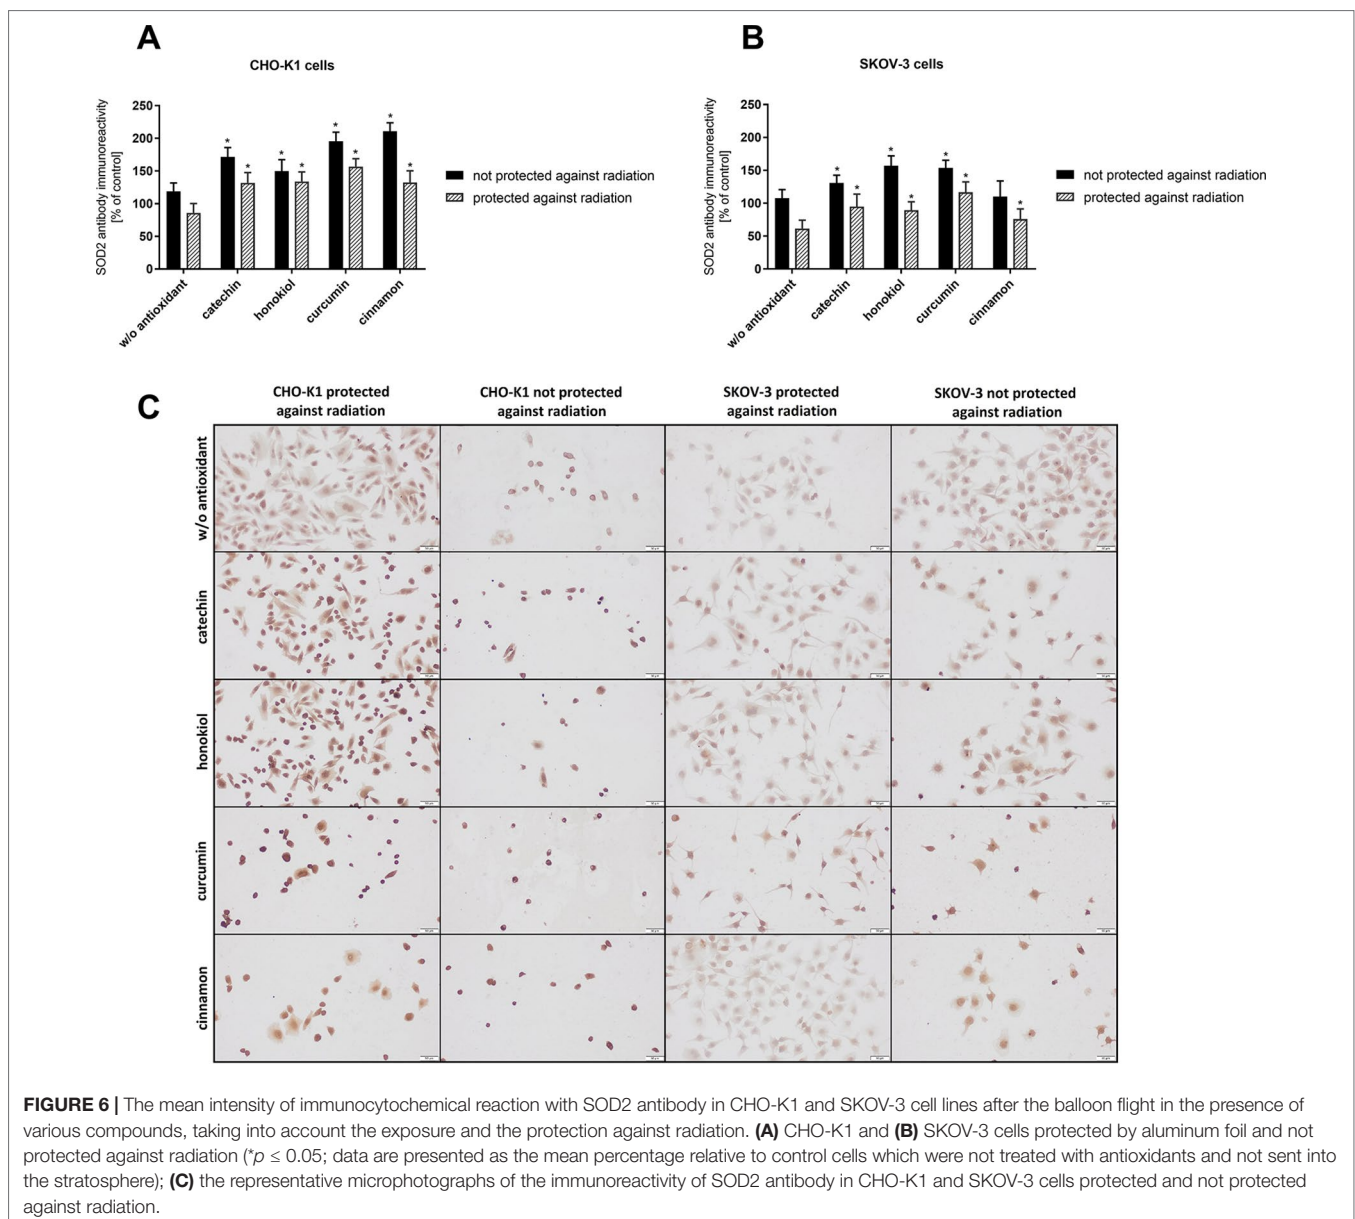 A
CHO-K1 cells
SOD2 antibody immunoreactivity
[% of control]
250
200
150
100
50
0
* * * * * * * *
w/o antioxidant
catechin
honokiol
curcumin
cinnamon
not protected against radiation
protected against radiation
B
SKOV-3 cells
SOD2 antibody immunoreactivity
[% of control]
250
200
150
100
50
0
* * * * * * *
w/o antioxidant
catechin
honokiol
curcumin
cinnamon
not protected against radiation
protected against radiation
C
CHO-K1 protected
against radiation
CHO-K1 not protected
against radiation
SKOV-3 protected
against radiation
SKOV-3 not protected
against radiation
w/o antioxidant
catechin
honokiol
curcumin
cinnamon
FIGURE 6 | The mean intensity of immunocytochemical reaction with SOD2 antibody in CHO-K1 and SKOV-3 cell lines after the balloon flight in the presence of
various compounds, taking into account the exposure and the protection against radiation. (A) CHO-K1 and (B) SKOV-3 cells protected by aluminum foil and not
protected against radiation (*p ≤ 0.05; data are presented as the mean percentage relative to control cells which were not treated with antioxidants and not sent into
the stratosphere); (C) the representative microphotographs of the immunoreactivity of SOD2 antibody in CHO-K1 and SKOV-3 cells protected and not protected
against radiation.